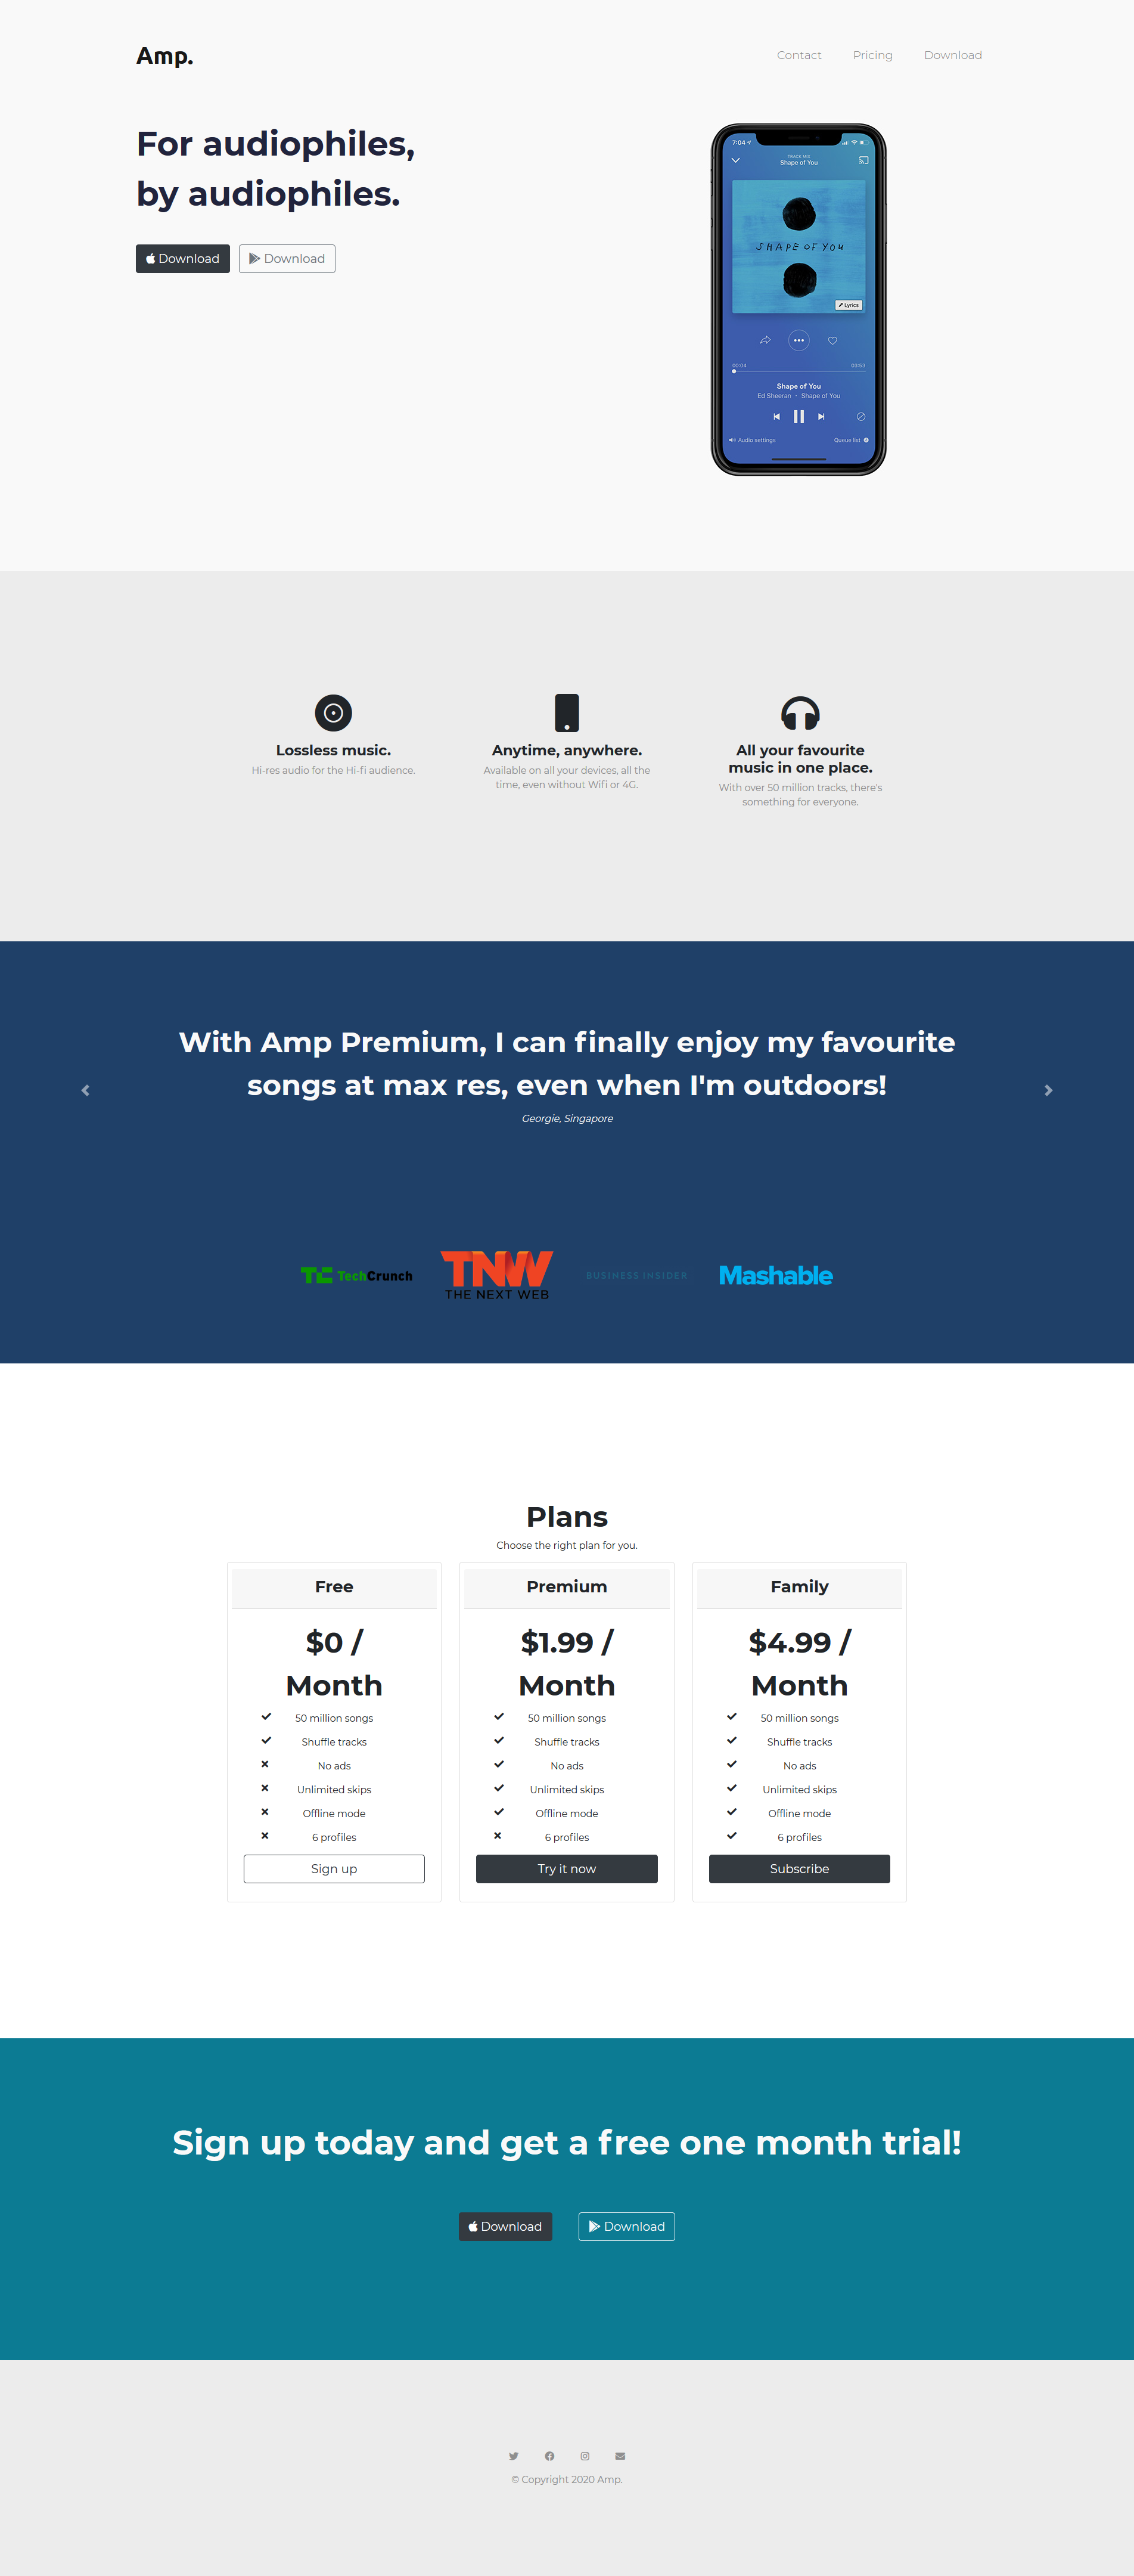 Amp.
Contact Pricing Download
For audiophiles,
by audiophiles.
Download Download
7:04
TRACK MIX
Shape of You
SHAPE OF YOU
Lyrics
00:04 03:53
Shape of You
Ed Sheeran - Shape of You
Audio settings Queue list
Lossless music.
Hi-res audio for the Hi-fi audience.
Anytime, anywhere.
Available on all your devices, all the
time, even without Wifi or 4G.
All your favourite
music in one place.
With over 50 million tracks, there's
something for everyone.
With Amp Premium, I can finally enjoy my favourite
songs at max res, even when I'm outdoors!
Georgie, Singapore
TC TechCrunch
TNW
THE NEXT WEB
BUSINESS INSIDER
Mashable
Plans
Choose the right plan for you.
Free
$0 /
Month
50 million songs
Shuffle tracks
No ads
Unlimited skips
Offline mode
6 profiles
Sign up
Premium
$1.99 /
Month
50 million songs
Shuffle tracks
No ads
Unlimited skips
Offline mode
6 profiles
Try it now
Family
$4.99 /
Month
50 million songs
Shuffle tracks
No ads
Unlimited skips
Offline mode
6 profiles
Subscribe
Sign up today and get a free one month trial!
Download Download
© Copyright 2020 Amp.